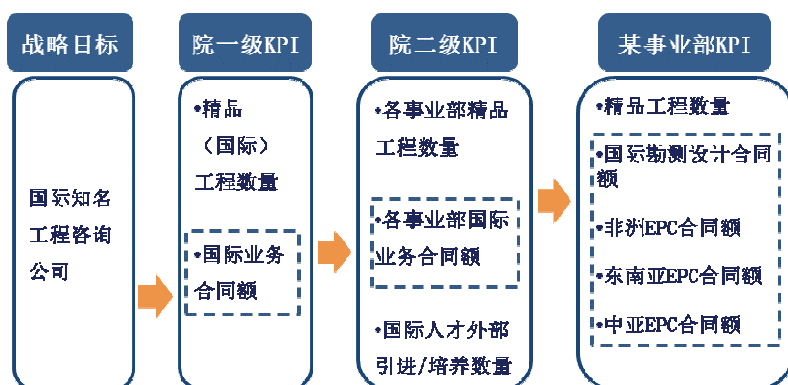 战略目标
国际知名
工程咨询
公司
院一级KPI
•精品
（国际）
工程数量
•国际业务
合同额
院二级KPI
•各事业部精品
工程数量
•各事业部国际
业务合同额
•国际人才外部
引进/培养数量
某事业部KPI
•精品工程数量
•国际勘测设计合同
额
•非洲EPC合同额
•东南亚EPC合同额
•中亚EPC合同额